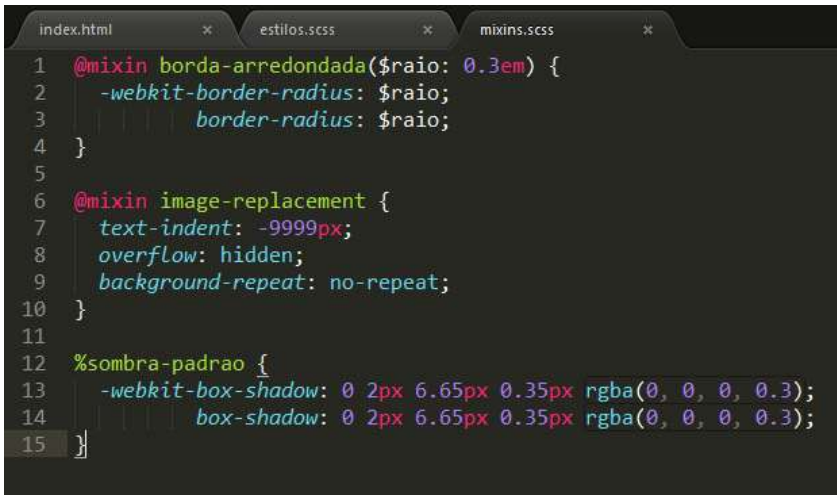 index.html × estilos.scss × mixins.scss ×
1 @mixin borda-arredondada($raio: 0.3em) {
2   -webkit-border-radius: $raio;
3           border-radius: $raio;
4 }
5
6 @mixin image-replacement {
7   text-indent: -9999px;
8   overflow: hidden;
9   background-repeat: no-repeat;
10 }
11
12 %sombra-padrao {
13   -webkit-box-shadow: 0 2px 6.65px 0.35px rgba(0, 0, 0, 0.3);
14           box-shadow: 0 2px 6.65px 0.35px rgba(0, 0, 0, 0.3);
15 }